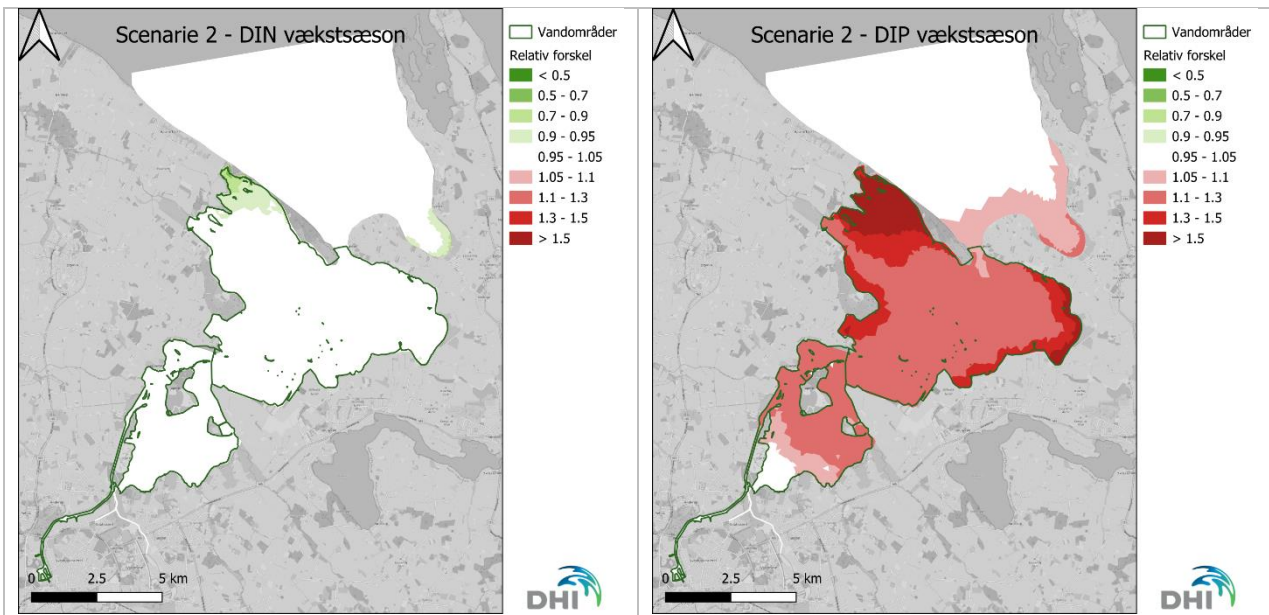 Scenarie 2 - DIN vækstsæson
Vandområder
Relativ forskel
< 0.5
0.5 - 0.7
0.7 - 0.9
0.9 - 0.95
0.95 - 1.05
1.05 - 1.1
1.1 - 1.3
1.3 - 1.5
> 1.5
0 2.5 5 km
DHI
Scenarie 2 - DIP vækstsæson
Vandområder
Relativ forskel
< 0.5
0.5 - 0.7
0.7 - 0.9
0.9 - 0.95
0.95 - 1.05
1.05 - 1.1
1.1 - 1.3
1.3 - 1.5
> 1.5
0 2.5 5 km
DHI